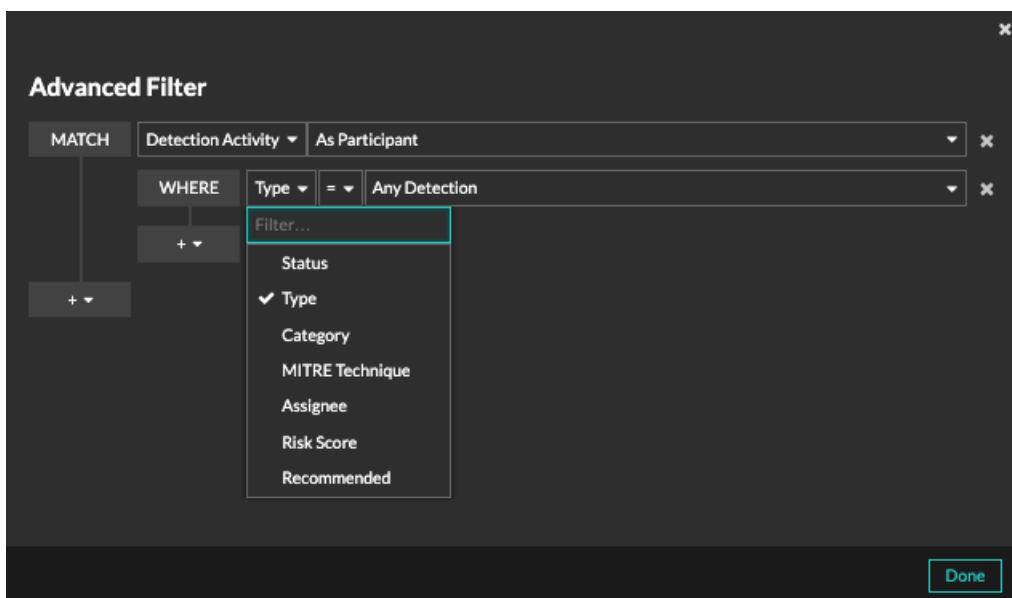 Advanced Filter
MATCH Detection Activity As Participant
WHERE Type = Any Detection
Filter...
+
Status
+ Type
Category
MITRE Technique
Assignee
Risk Score
Recommended
Done